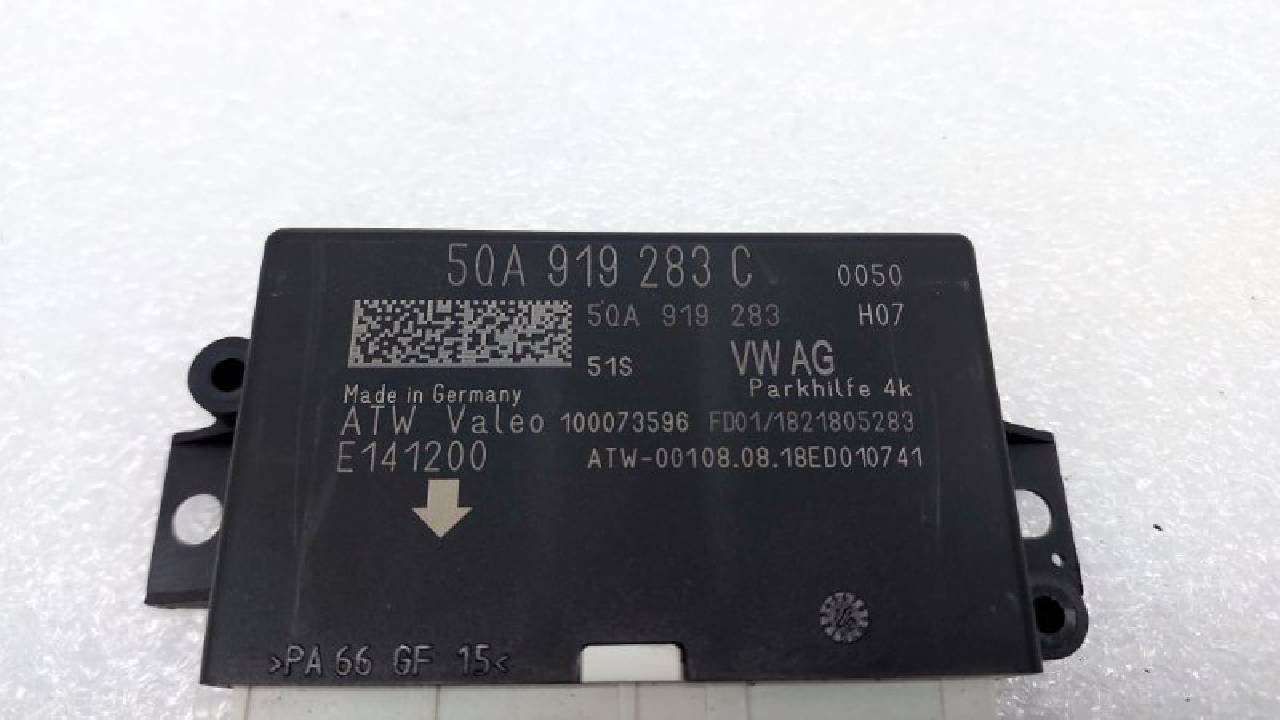 5QA 919 283 C 0050
5QA 919 283 H07
51S VW AG
Parkhilfe 4k
Made in Germany
ATW Valeo 100073596 FD01/1821805283
E141200 ATW-00108.08.18ED010741
>PA 66 GF 15<